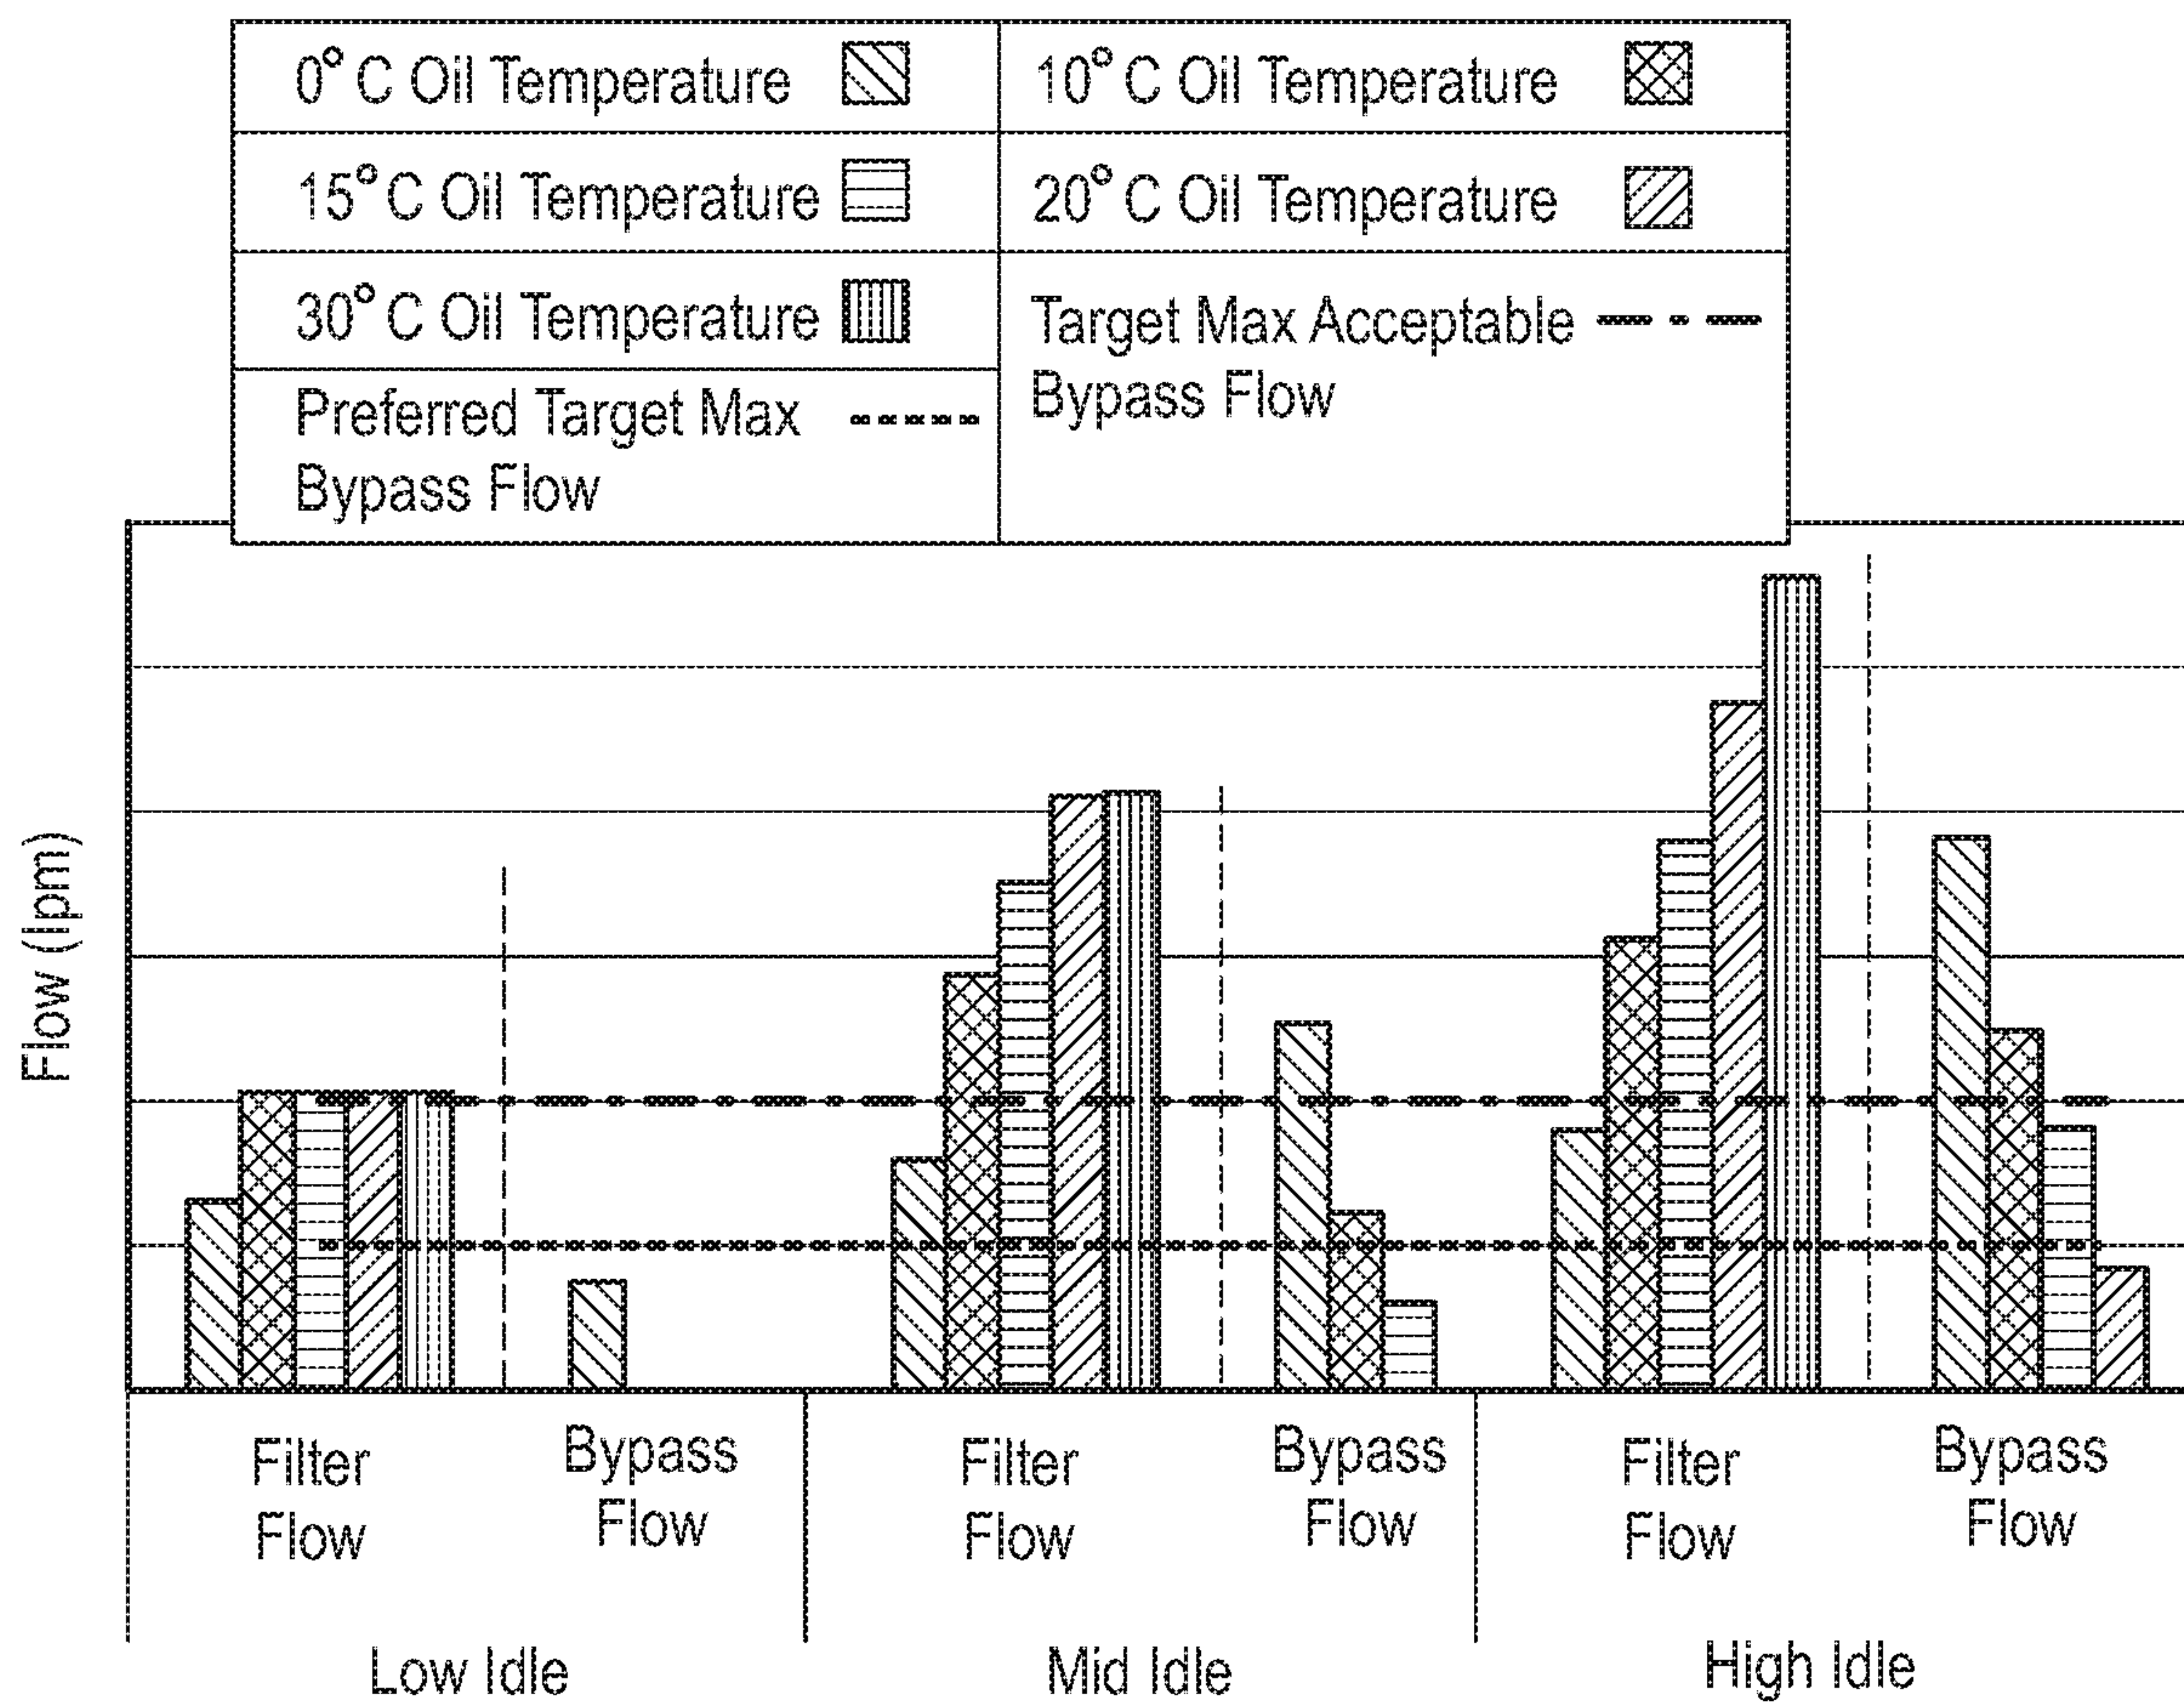 0° C Oil Temperature
10° C Oil Temperature
15° C Oil Temperature
20° C Oil Temperature
30° C Oil Temperature
Target Max Acceptable
Bypass Flow
Preferred Target Max
Bypass Flow
Flow (lpm)
Filter
Flow
Bypass
Flow
Filter
Flow
Bypass
Flow
Filter
Flow
Bypass
Flow
Low Idle
Mid Idle
High Idle